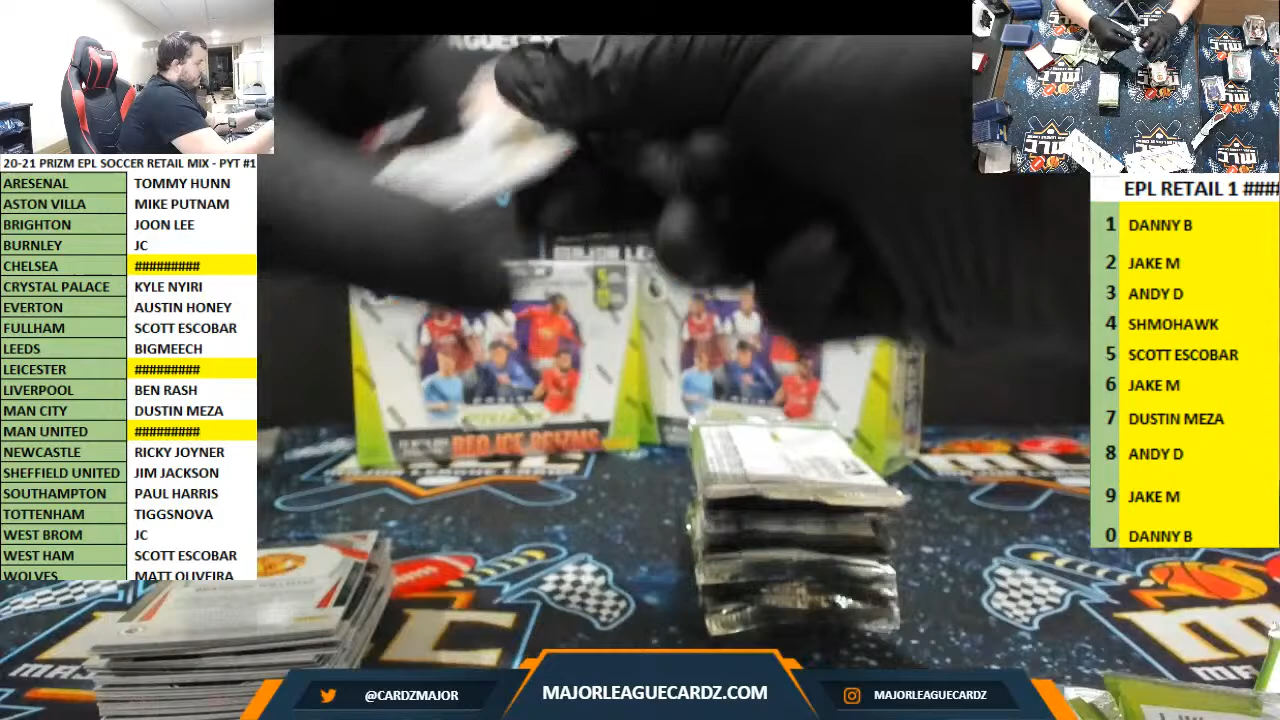 20-21 PRIZM EPL SOCCER RETAIL MIX - PYT #1
ARESENAL TOMMY HUNN
ASTON VILLA MIKE PUTNAM
BRIGHTON JOON LEE
BURNLEY JC
CHELSEA #########
CRYSTAL PALACE KYLE NYIRI
EVERTON AUSTIN HONEY
FULLHAM SCOTT ESCOBAR
LEEDS BIGMEECH
LEICESTER #########
LIVERPOOL BEN RASH
MAN CITY DUSTIN MEZA
MAN UNITED #########
NEWCASTLE RICKY JOYNER
SHEFFIELD UNITED JIM JACKSON
SOUTHAMPTON PAUL HARRIS
TOTTENHAM TIGGSNOVA
WEST BROM JC
WEST HAM SCOTT ESCOBAR
WOLVES MATT OLIVEIRA
EPL RETAIL 1 ####
1 DANNY B
2 JAKE M
3 ANDY D
4 SHMOHAWK
5 SCOTT ESCOBAR
6 JAKE M
7 DUSTIN MEZA
8 ANDY D
9 JAKE M
0 DANNY B
RED ICE PRIZMS
@CARDZMAJOR
MAJORLEAGUECARDZ.COM
MAJORLEAGUECARDZ